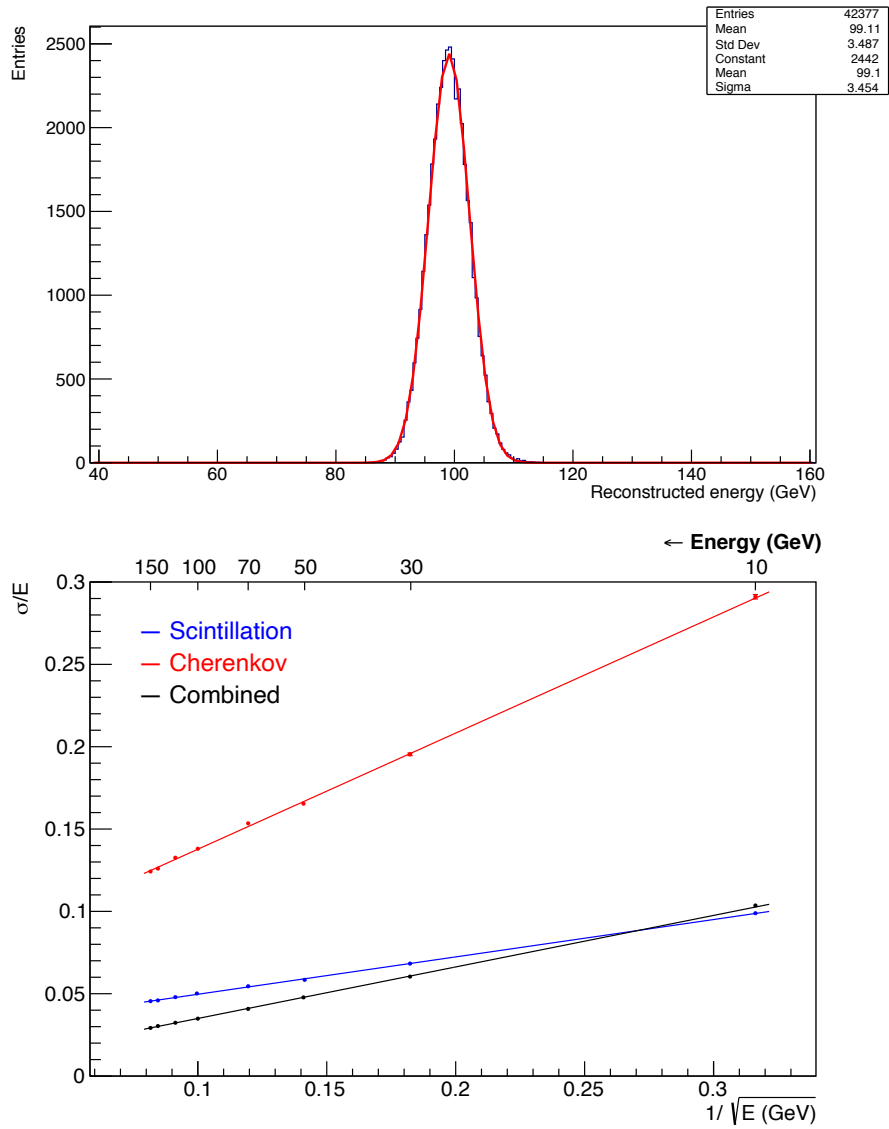 Entries 42377
Mean 99.11
Std Dev 3.487
Constant 2442
Mean 99.1
Sigma 3.454
Entries
2500
2000
1500
1000
500
0
40 60 80 100 120 140 160
Reconstructed energy (GeV)
← Energy (GeV)
150 100 70 50 30 10
σ/E
0.3
0.25
0.2
0.15
0.1
0.05
0
Scintillation
Cherenkov
Combined
0.1 0.15 0.2 0.25 0.3
1/ √E (GeV)